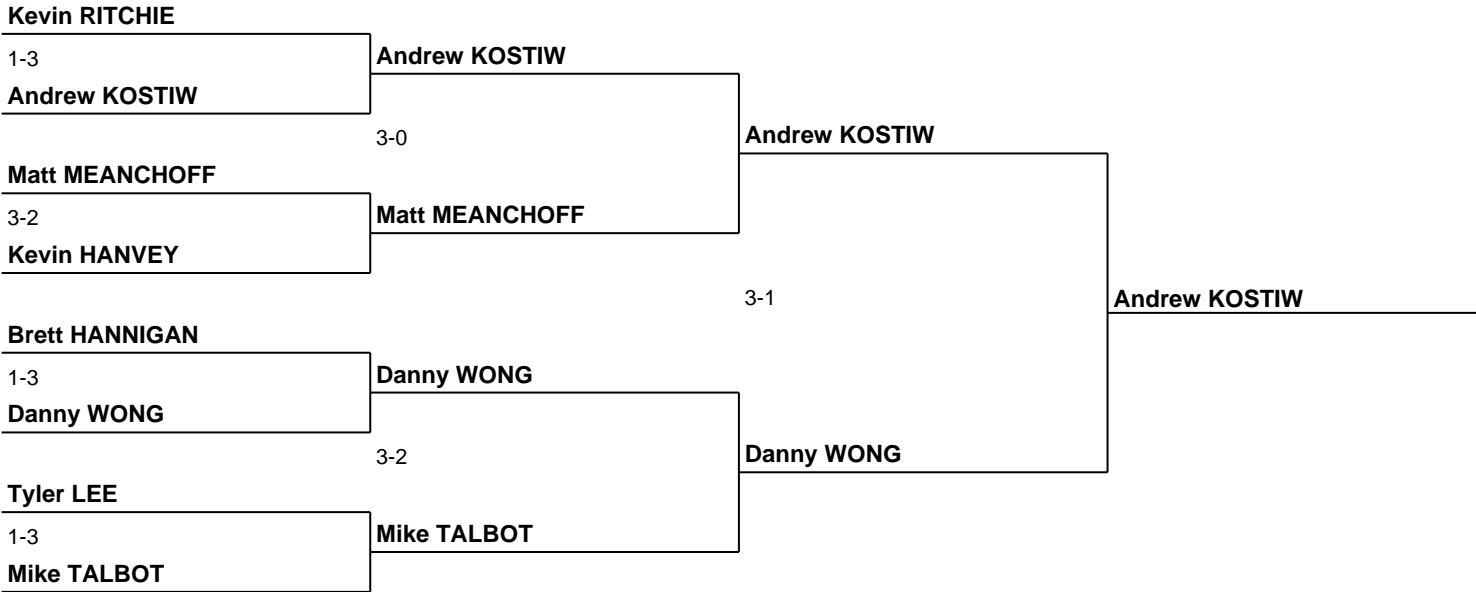 Kevin RITCHIE
1-3
Andrew KOSTIW
Andrew KOSTIW
3-0
Andrew KOSTIW
Matt MEANCHOFF
3-2
Matt MEANCHOFF
Kevin HANVEY
3-1
Andrew KOSTIW
Brett HANNIGAN
1-3
Danny WONG
Danny WONG
3-2
Danny WONG
Tyler LEE
1-3
Mike TALBOT
Mike TALBOT